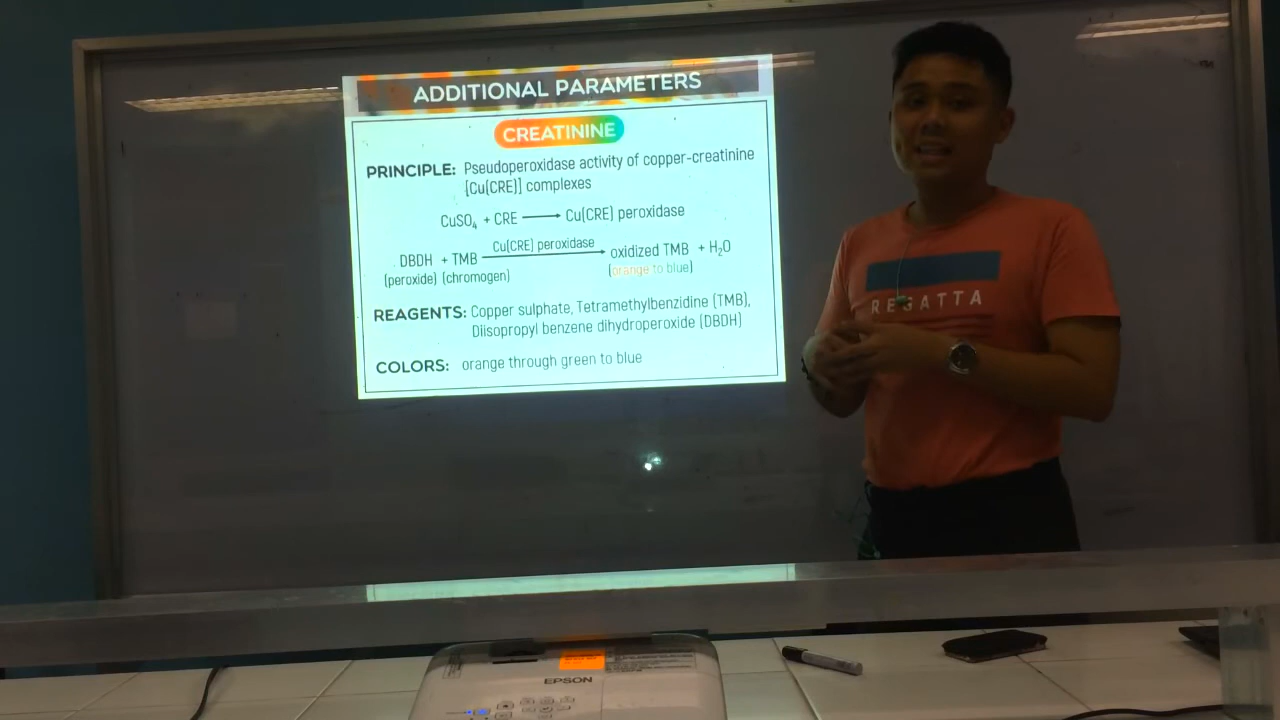 ADDITIONAL PARAMETERS
CREATININE
PRINCIPLE: Pseudoperoxidase activity of copper-creatinine
[Cu(CRE)] complexes
CuSO₄ + CRE ⟶ Cu(CRE) peroxidase
Cu(CRE) peroxidase
DBDH + TMB ⟶ oxidized TMB + H₂O
(peroxide) (chromogen) (orange to blue)
REAGENTS: Copper sulphate, Tetramethylbenzidine (TMB),
Diisopropyl benzene dihydroperoxide (DBDH)
COLORS: orange through green to blue
REGATTA
EPSON